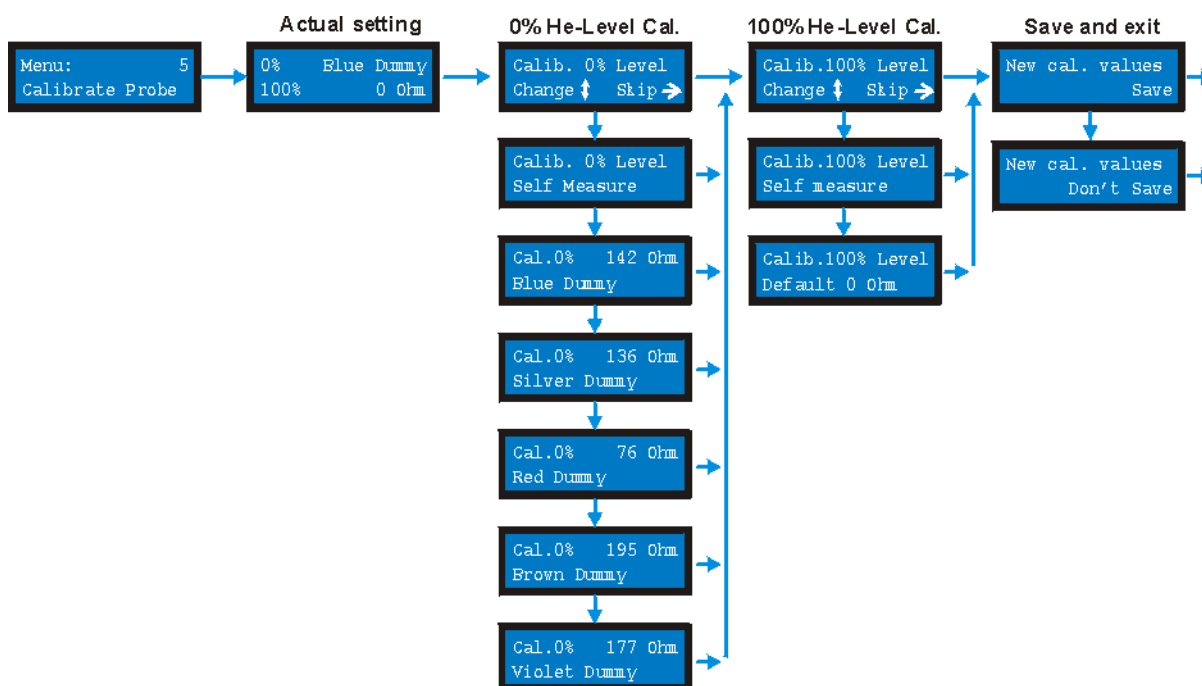 Actual setting
0% He-Level Cal.
100% He-Level Cal.
Save and exit
Menu: 5
Calibrate Probe
0% Blue Dummy
100% 0 Ohm
Calib. 0% Level
Change Skip
Calib.100% Level
Change Skip
New cal. values
Save
Calib. 0% Level
Self Measure
Calib.100% Level
Self measure
New cal. values
Don't Save
Cal.0% 142 Ohm
Blue Dummy
Calib.100% Level
Default 0 Ohm
Cal.0% 136 Ohm
Silver Dummy
Cal.0% 76 Ohm
Red Dummy
Cal.0% 195 Ohm
Brown Dummy
Cal.0% 177 Ohm
Violet Dummy